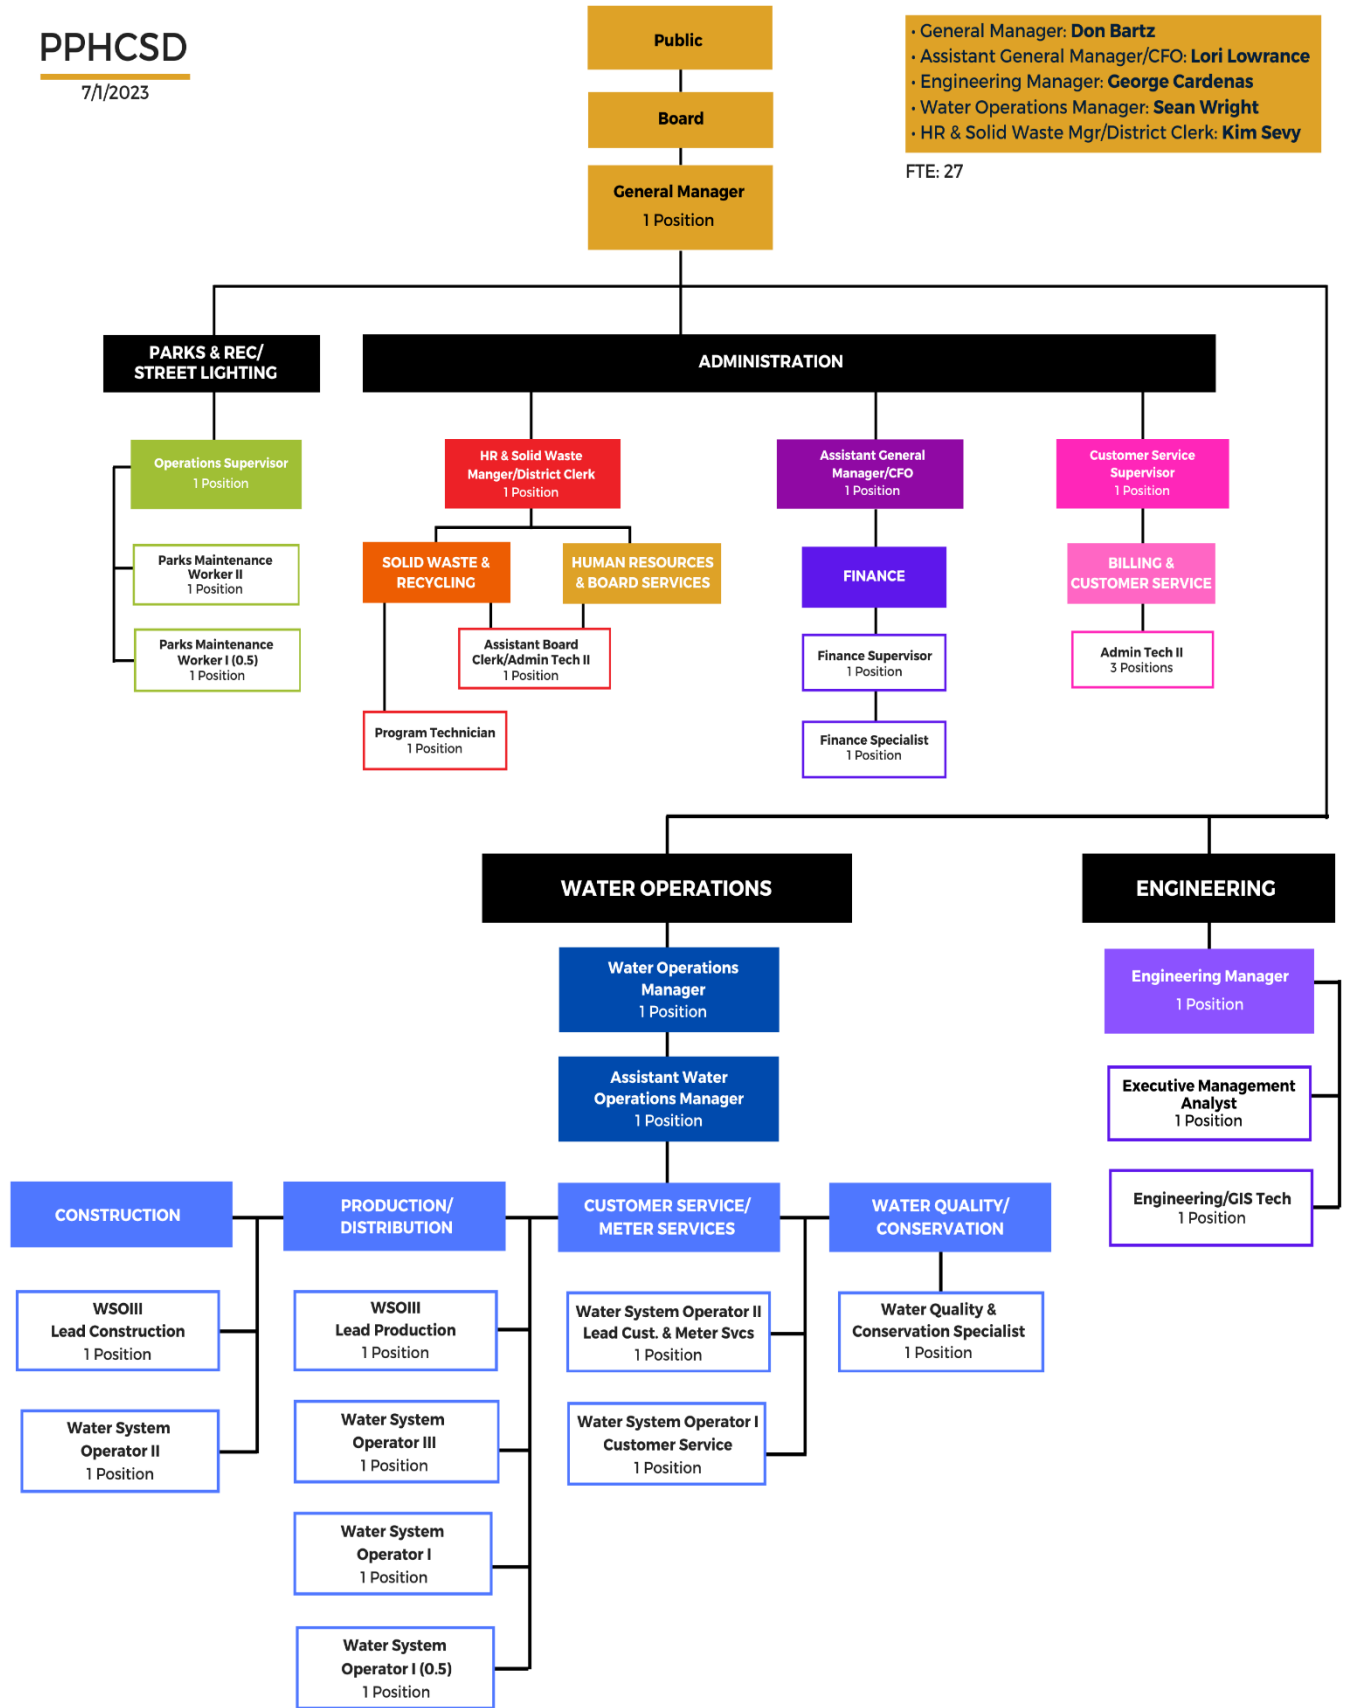 PPHCSD
7/1/2023
• General Manager: Don Bartz
• Assistant General Manager/CFO: Lori Lowrance
• Engineering Manager: George Cardenas
• Water Operations Manager: Sean Wright
• HR & Solid Waste Mgr/District Clerk: Kim Sevy
FTE: 27
Public
Board
General Manager
1 Position
PARKS & REC/
STREET LIGHTING
ADMINISTRATION
Operations Supervisor
1 Position
Parks Maintenance
Worker II
1 Position
Parks Maintenance
Worker I (0.5)
1 Position
HR & Solid Waste
Manger/District Clerk
1 Position
SOLID WASTE &
RECYCLING
HUMAN RESOURCES
& BOARD SERVICES
Assistant Board
Clerk/Admin Tech II
1 Position
Program Technician
1 Position
Assistant General
Manager/CFO
1 Position
FINANCE
Finance Supervisor
1 Position
Finance Specialist
1 Position
Customer Service
Supervisor
1 Position
BILLING &
CUSTOMER SERVICE
Admin Tech II
3 Positions
WATER OPERATIONS
Water Operations
Manager
1 Position
Assistant Water
Operations Manager
1 Position
ENGINEERING
Engineering Manager
1 Position
Executive Management
Analyst
1 Position
Engineering/GIS Tech
1 Position
CONSTRUCTION
WSOIII
Lead Construction
1 Position
Water System
Operator II
1 Position
PRODUCTION/
DISTRIBUTION
WSOIII
Lead Production
1 Position
Water System
Operator III
1 Position
Water System
Operator I
1 Position
Water System
Operator I (0.5)
1 Position
CUSTOMER SERVICE/
METER SERVICES
Water System Operator II
Lead Cust. & Meter Svcs
1 Position
Water System Operator I
Customer Service
1 Position
WATER QUALITY/
CONSERVATION
Water Quality &
Conservation Specialist
1 Position